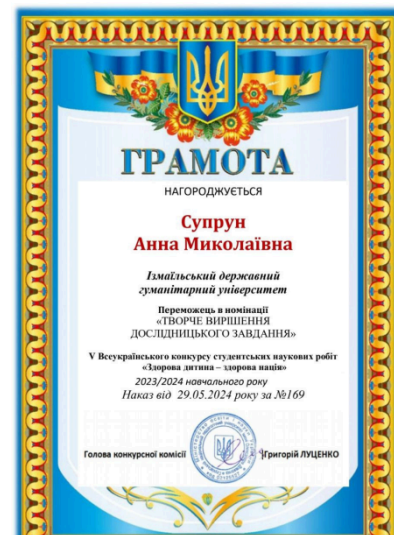 ГРАМОТА
НАГОРОДЖУЄТЬСЯ
Супрун
Анна Миколаївна
Ізмаїльський державний
гуманітарний університет
Переможець в номінації
«ТВОРЧЕ ВИРІШЕННЯ
ДОСЛІДНИЦЬКОГО ЗАВДАННЯ»
V Всеукраїнського конкурсу студентських наукових робіт
«Здорова дитина – здорова нація»
2023/2024 навчального року
Наказ від 29.05.2024 року за №169
Голова конкурсної комісії Григорій ЛУЦЕНКО